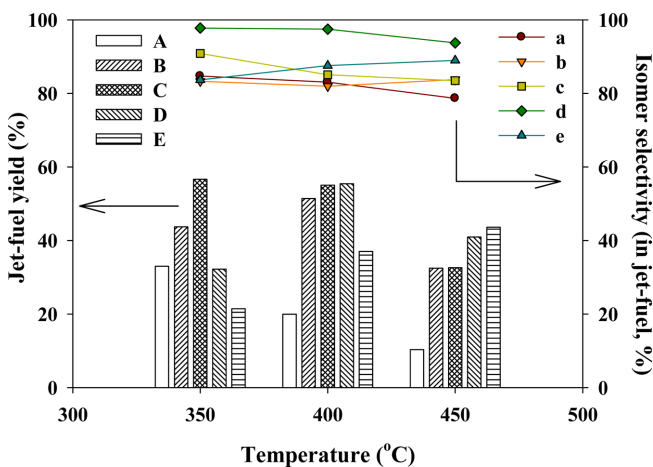 100
80
60
40
20
0
Jet-fuel yield (%)
A
B
C
D
E
a
b
c
d
e
100
80
60
40
20
0
Isomer selectivity
(in jet-fuel, %)
300
350
400
450
500
Temperature (°C)